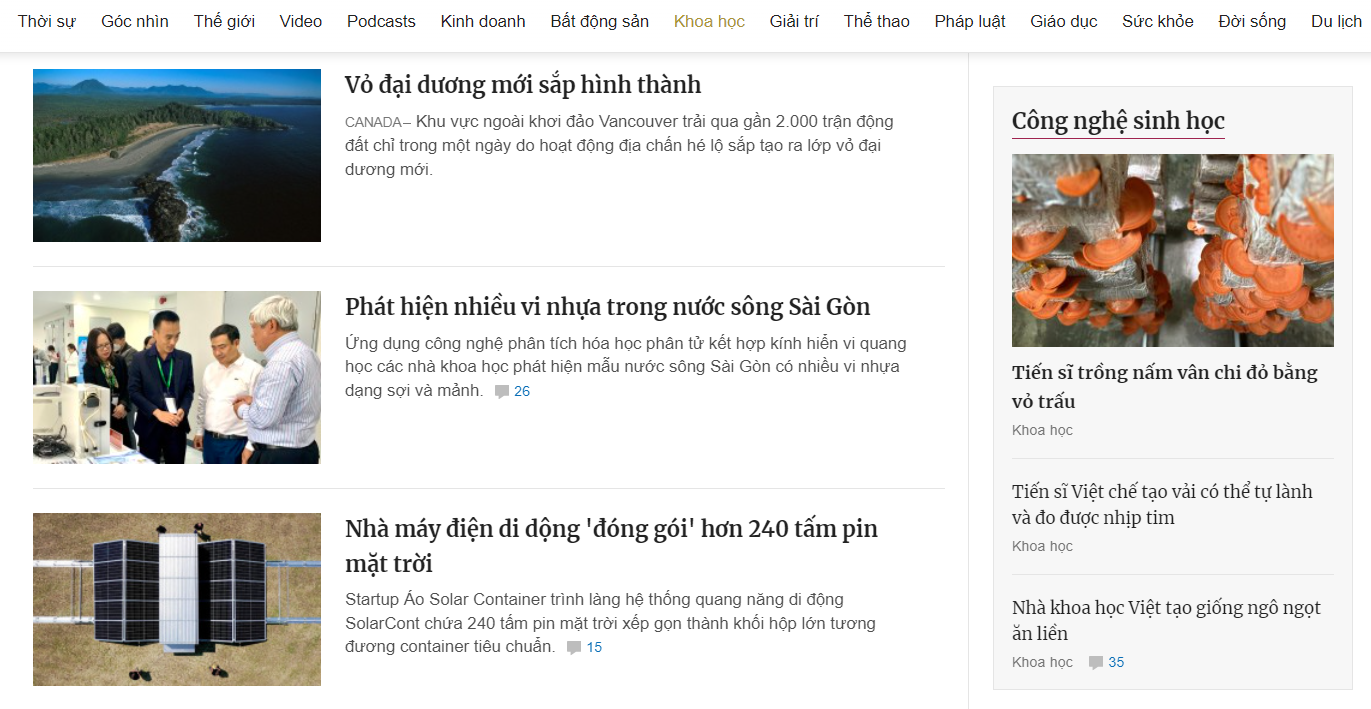 Thời sự Góc nhìn Thế giới Video Podcasts Kinh doanh Bất động sản Khoa học Giải trí Thể thao Pháp luật Giáo dục Sức khỏe Đời sống Du lịch
Vỏ đại dương mới sắp hình thành
CANADA– Khu vực ngoài khơi đảo Vancouver trải qua gần 2.000 trận động
đất chỉ trong một ngày do hoạt động địa chấn hé lộ sắp tạo ra lớp vỏ đại
dương mới.
Phát hiện nhiều vi nhựa trong nước sông Sài Gòn
Ứng dụng công nghệ phân tích hóa học phân tử kết hợp kính hiển vi quang
học các nhà khoa học phát hiện mẫu nước sông Sài Gòn có nhiều vi nhựa
dạng sợi và mảnh. 26
Nhà máy điện di dộng 'đóng gói' hơn 240 tấm pin
mặt trời
Startup Áo Solar Container trình làng hệ thống quang năng di động
SolarCont chứa 240 tấm pin mặt trời xếp gọn thành khối hộp lớn tương
đương container tiêu chuẩn. 15
Công nghệ sinh học
Tiến sĩ trồng nấm vân chi đỏ bằng
vỏ trấu
Khoa học
Tiến sĩ Việt chế tạo vải có thể tự lành
và đo được nhịp tim
Khoa học
Nhà khoa học Việt tạo giống ngô ngọt
ăn liền
Khoa học 35